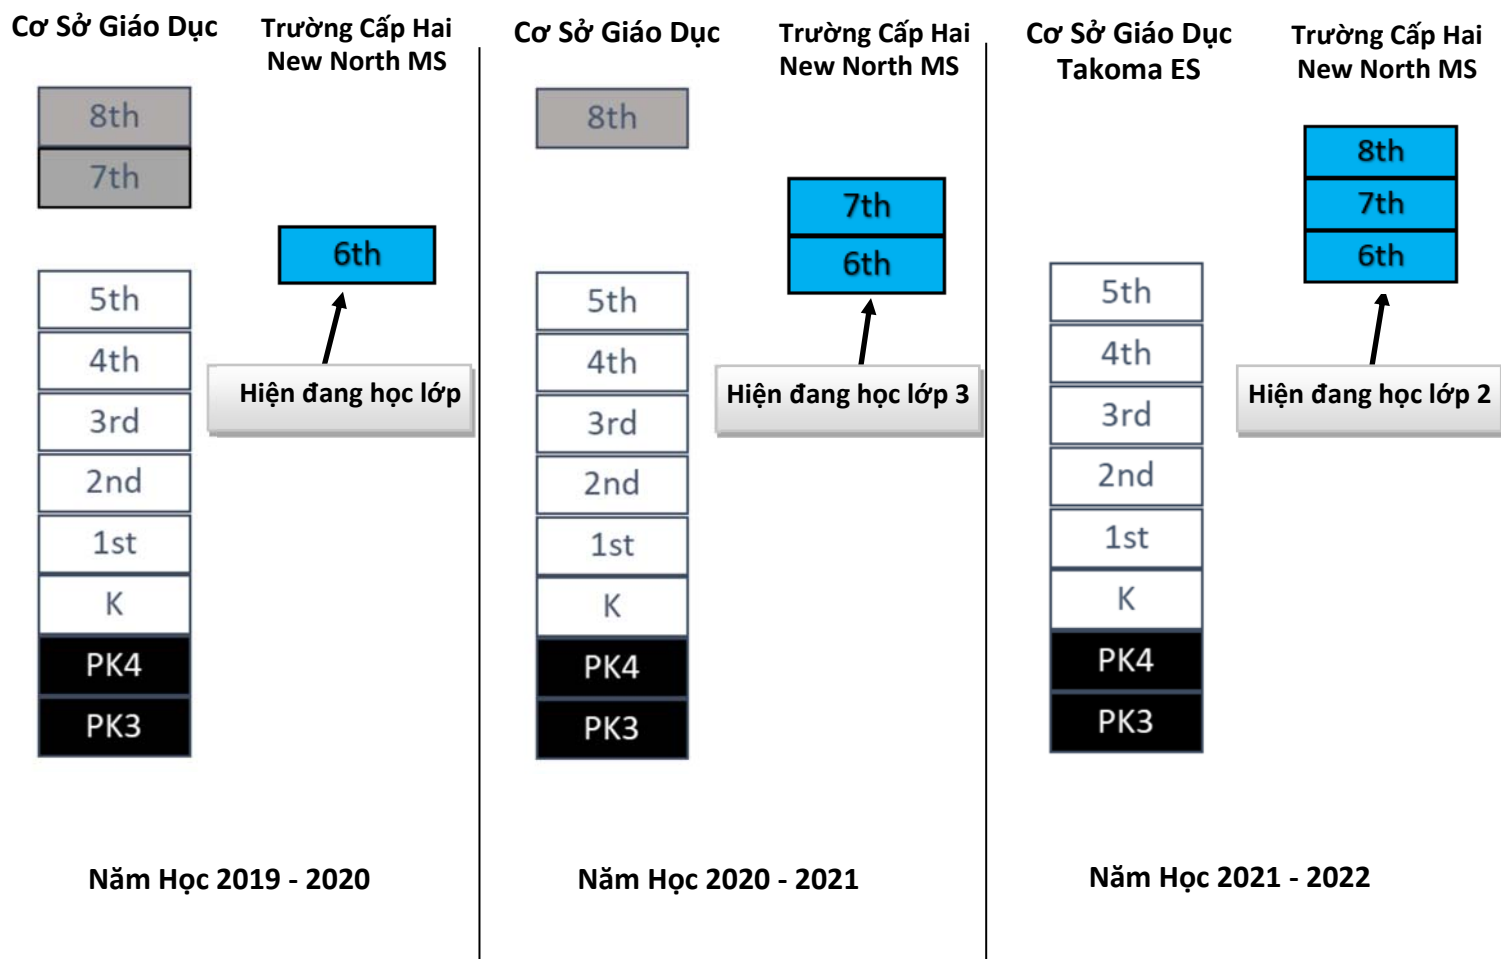 Cơ Sở Giáo Dục
Trường Cấp Hai
New North MS
8th
7th
6th
5th
4th
3rd
2nd
1st
K
PK4
PK3
Hiện đang học lớp
Năm Học 2019 - 2020
Cơ Sở Giáo Dục
Trường Cấp Hai
New North MS
8th
7th
6th
5th
4th
3rd
2nd
1st
K
PK4
PK3
Hiện đang học lớp 3
Năm Học 2020 - 2021
Cơ Sở Giáo Dục
Takoma ES
Trường Cấp Hai
New North MS
8th
7th
6th
5th
4th
3rd
2nd
1st
K
PK4
PK3
Hiện đang học lớp 2
Năm Học 2021 - 2022